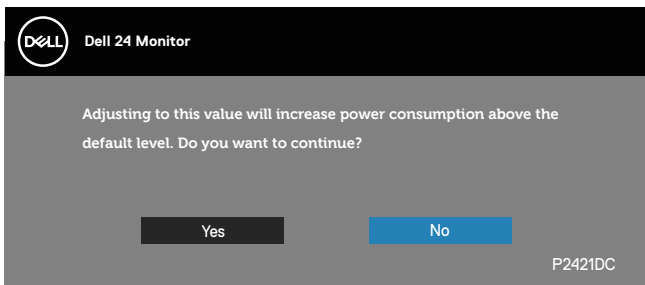 DELL Dell 24 Monitor
Adjusting to this value will increase power consumption above the
default level. Do you want to continue?
Yes No
P2421DC